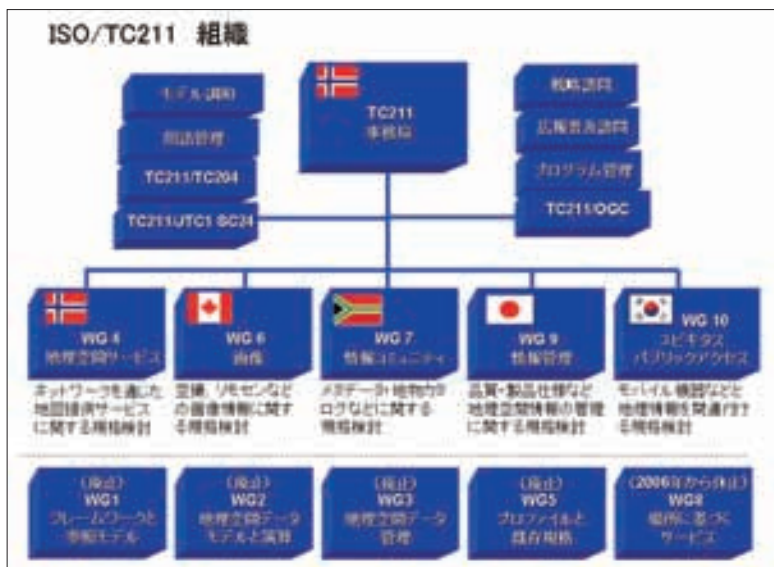 ISO/TC211 組織
モデル調和
用語管理
TC211/TC204
TC211/JTC1 SC24
TC211
事務局
戦略諮問
広報普及諮問
プログラム管理
TC211/OGC
WG 4
地理空間サービス
WG 6
画像
WG 7
情報コミュニティ
WG 9
情報管理
WG 10
ユビキタス
パブリックアクセス
ネットワークを通じた
地図提供サービス
に関する規格検討
空撮、リモセンなど
の画像情報に関す
る規格検討
メタデータ・地物カタ
ログなどに関する
規格検討
品質・製品仕様など
地理空間情報の管理
に関する規格検討
モバイル機器などと
地理情報を関連付け
る規格検討
(廃止)
WG1
フレームワークと
参照モデル
(廃止)
WG2
地理空間データ
モデルと演算
(廃止)
WG3
地理空間データ
管理
(廃止)
WG5
プロファイルと
既存規格
(2006年から休止)
WG8
場所に基づく
サービス